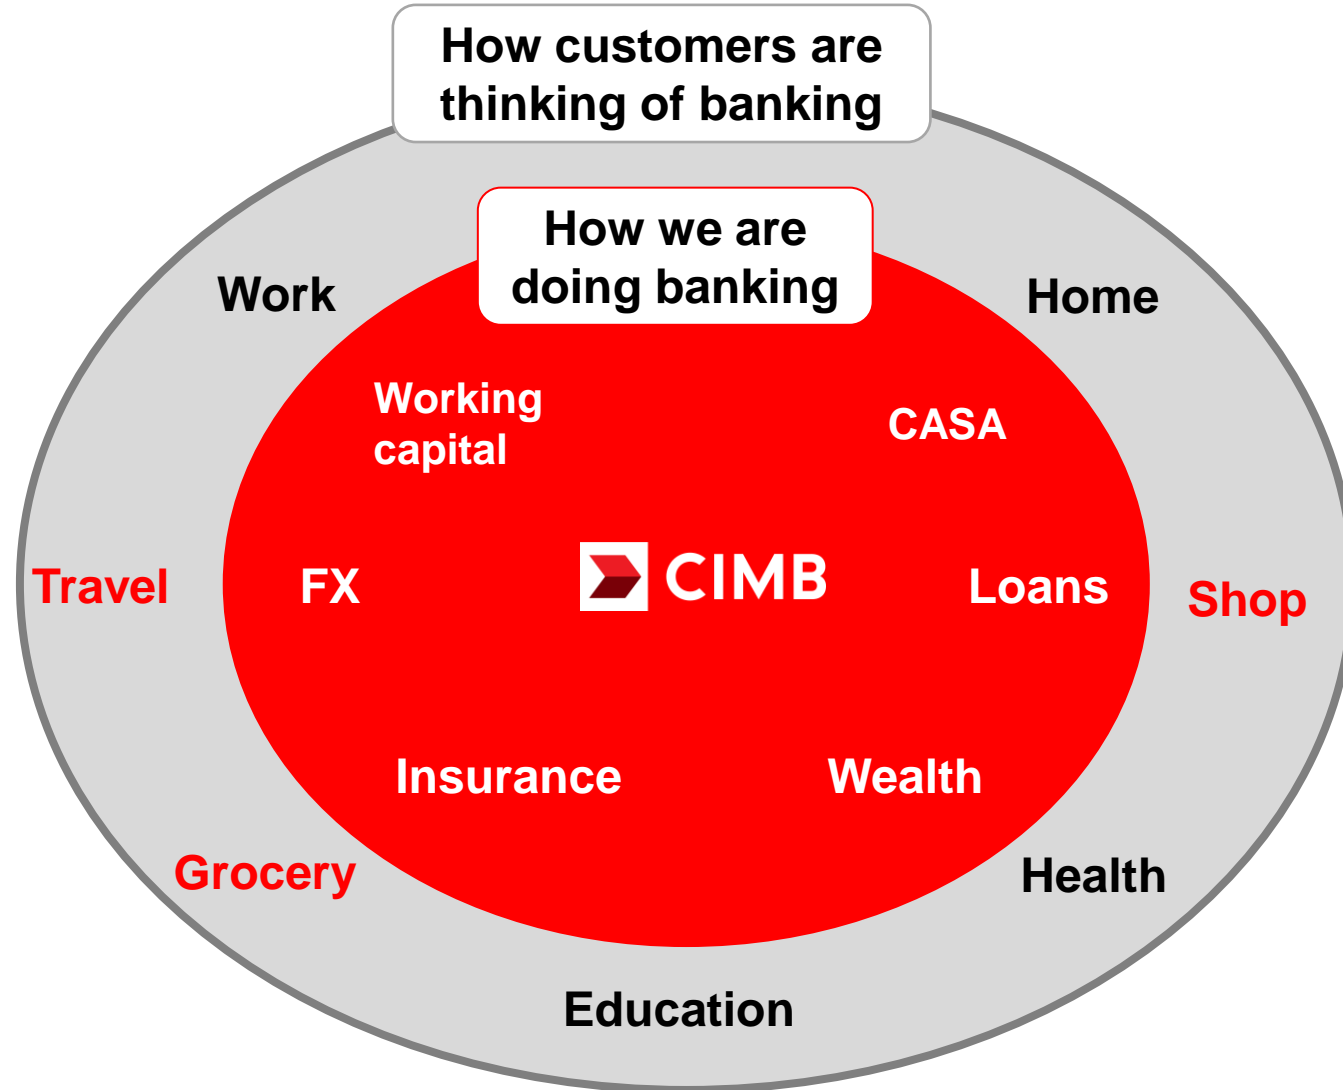 How customers are
thinking of banking
How we are
doing banking
Work
Home
Working
capital
CASA
Travel
FX
CIMB
Loans
Shop
Insurance
Wealth
Grocery
Health
Education